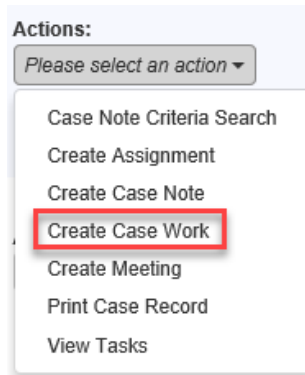 Actions:
Please select an action
Case Note Criteria Search
Create Assignment
Create Case Note
Create Case Work
Create Meeting
Print Case Record
View Tasks